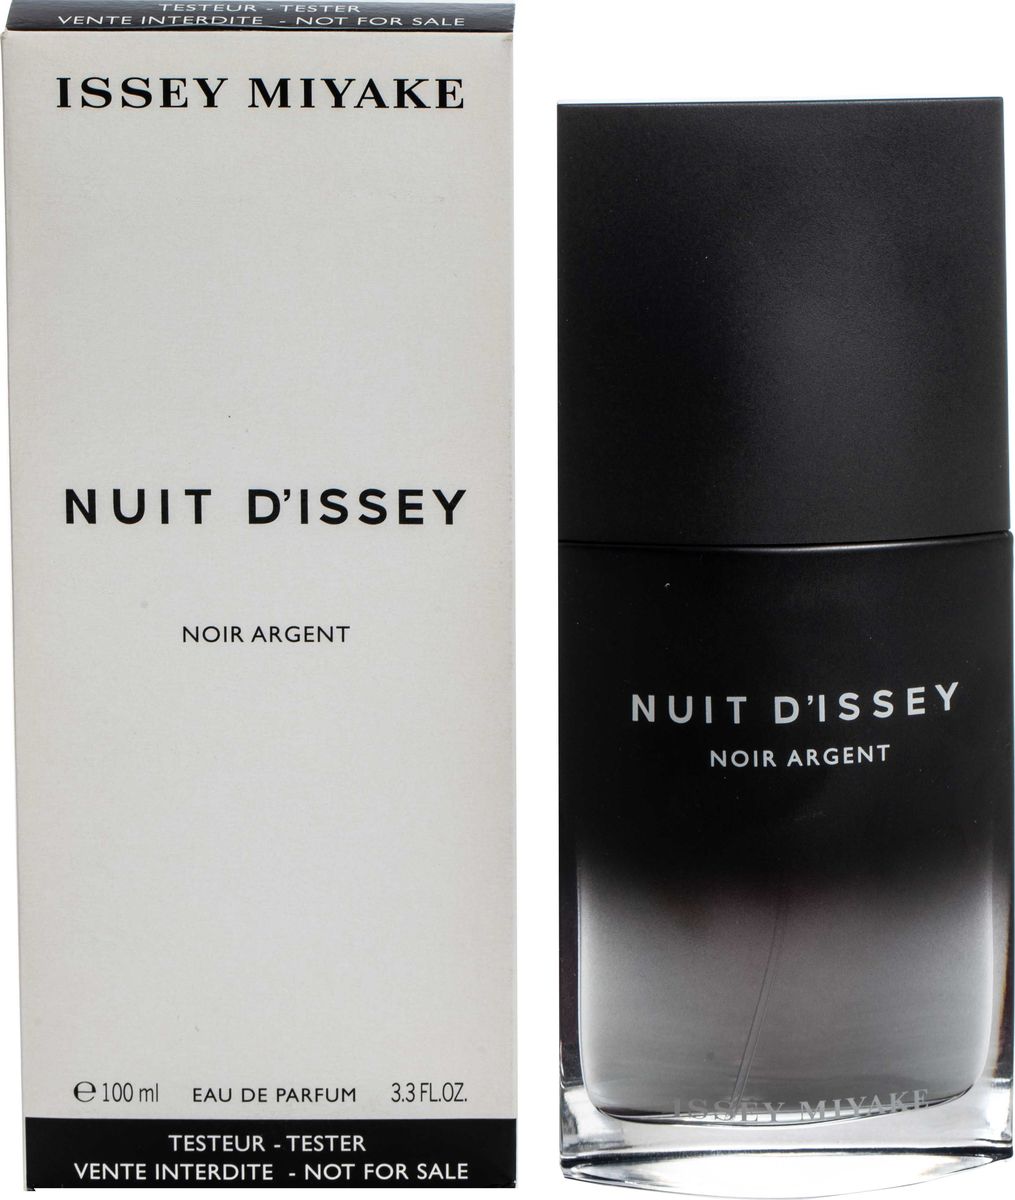 TESTEUR - TESTER
VENTE INTERDITE - NOT FOR SALE
ISSEY MIYAKE
NUIT D'ISSEY
NOIR ARGENT
℮ 100 ml EAU DE PARFUM 3.3 FL.OZ.
TESTEUR - TESTER
VENTE INTERDITE - NOT FOR SALE
NUIT D'ISSEY
NOIR ARGENT
ISSEY MIYAKE